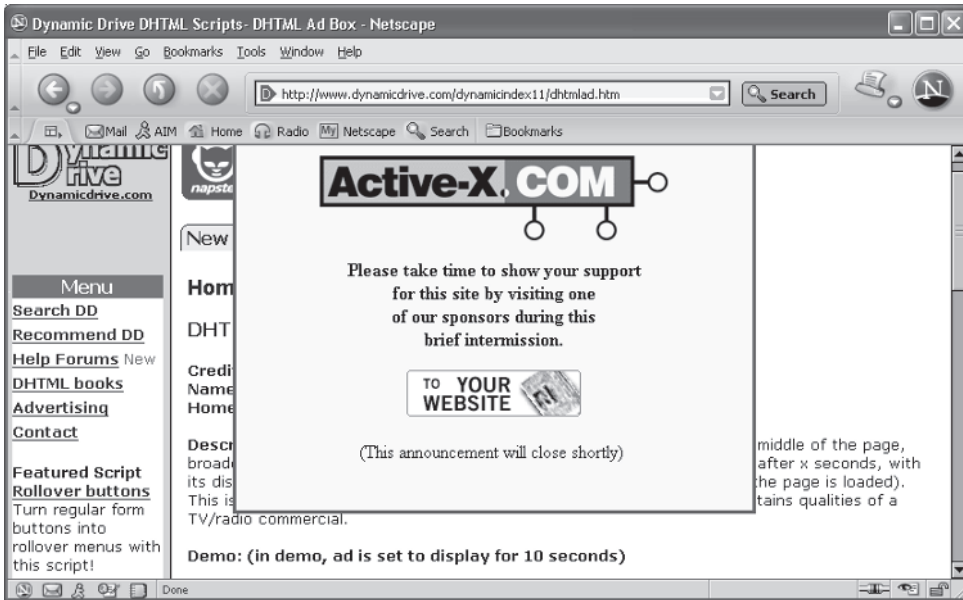 Dynamic Drive DHTML Scripts- DHTML Ad Box - Netscape
File Edit View Go Bookmarks Tools Window Help
http://www.dynamicdrive.com/dynamicindex11/dhtmlad.htm Search
Mail AIM Home Radio My Netscape Search Bookmarks
Dynamic
Drive
Dynamicdrive.com
Menu
Search DD
Recommend DD
Help Forums New
DHTML books
Advertising
Contact
Featured Script
Rollover buttons
Turn regular form
buttons into
rollover menus with
this script!
napste
New
Hom
DHT
Credi
Name
Home
Descr
broad
its dis
This is
TV/radio commercial.
Demo: (in demo, ad is set to display for 10 seconds)
Active-X.COM
Please take time to show your support
for this site by visiting one
of our sponsors during this
brief intermission.
TO YOUR
WEBSITE
(This announcement will close shortly)
middle of the page,
after x seconds, with
he page is loaded).
tains qualities of a
Done